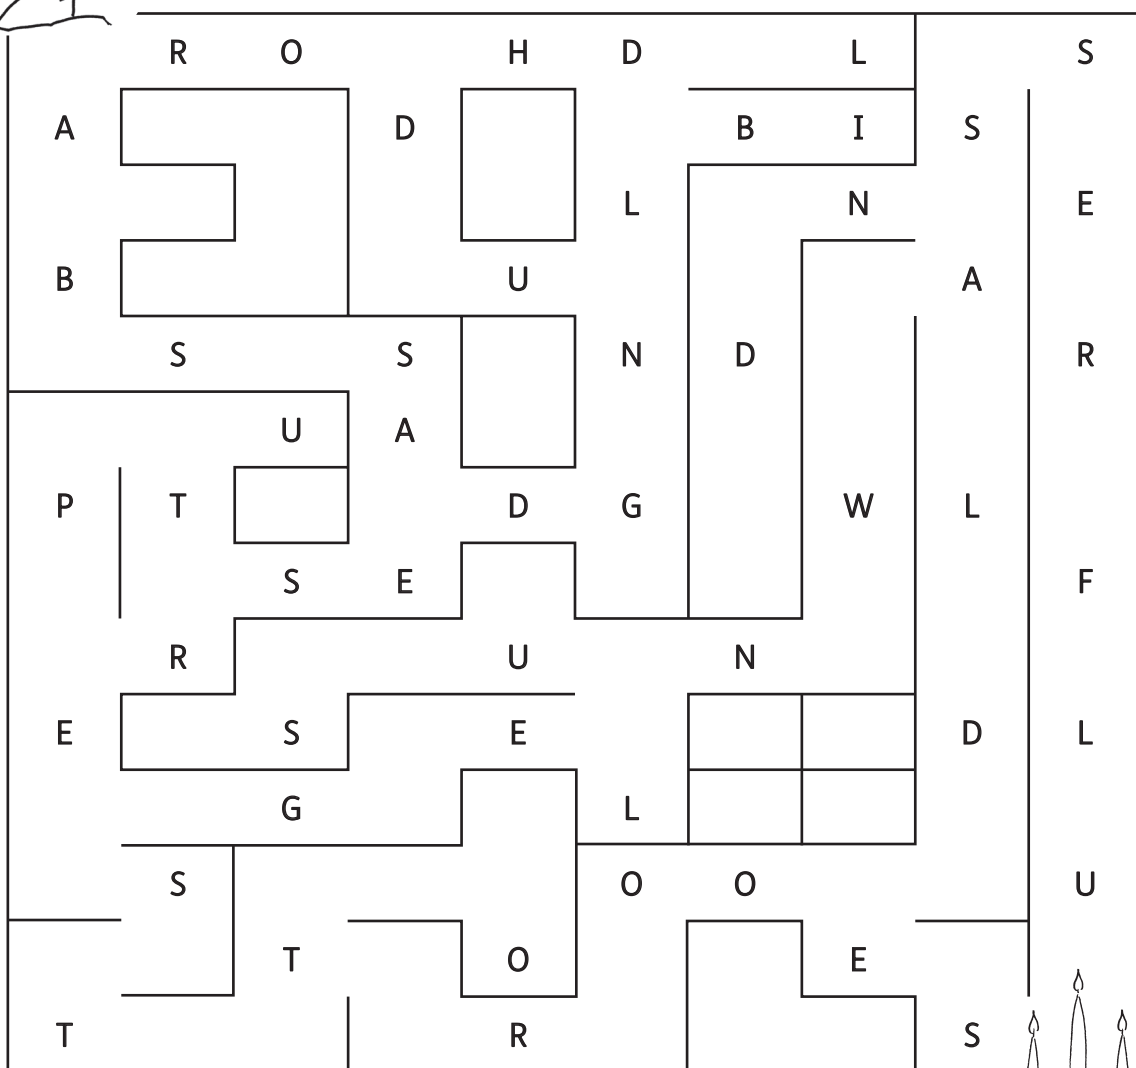 R O H D L S
A D B I S
L N E
B U A
S S N D R
U A
P T D G W L
S E F
R U N
E S E D L
G L
S O O U
T O E
T R S